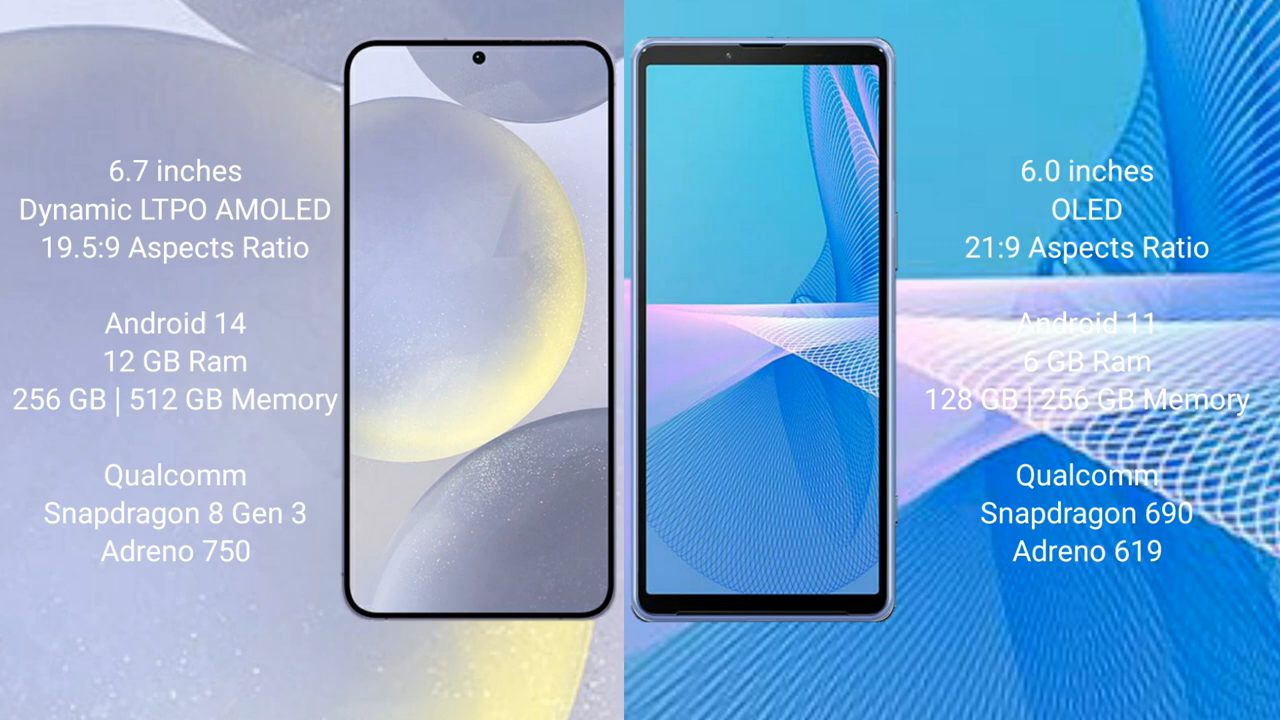 6.7 inches
Dynamic LTPO AMOLED
19.5:9 Aspects Ratio
Android 14
12 GB Ram
256 GB | 512 GB Memory
Qualcomm
Snapdragon 8 Gen 3
Adreno 750
6.0 inches
OLED
21:9 Aspects Ratio
Android 11
6 GB Ram
128 GB | 256 GB Memory
Qualcomm
Snapdragon 690
Adreno 619